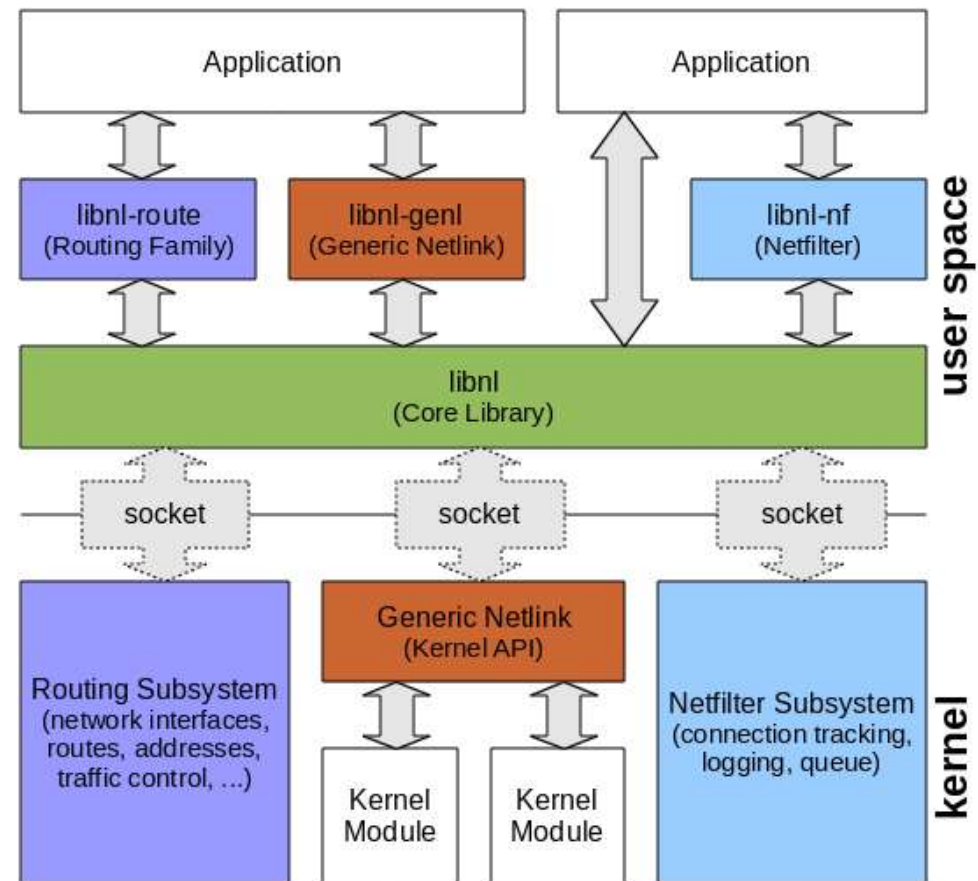 Application
Application
libnl-route
(Routing Family)
libnl-genl
(Generic Netlink)
libnl-nf
(Netfilter)
user space
libnl
(Core Library)
socket
socket
socket
Generic Netlink
(Kernel API)
Routing Subsystem
(network interfaces,
routes, addresses,
traffic control, ...)
Netfilter Subsystem
(connection tracking,
logging, queue)
Kernel
Module
Kernel
Module
kernel